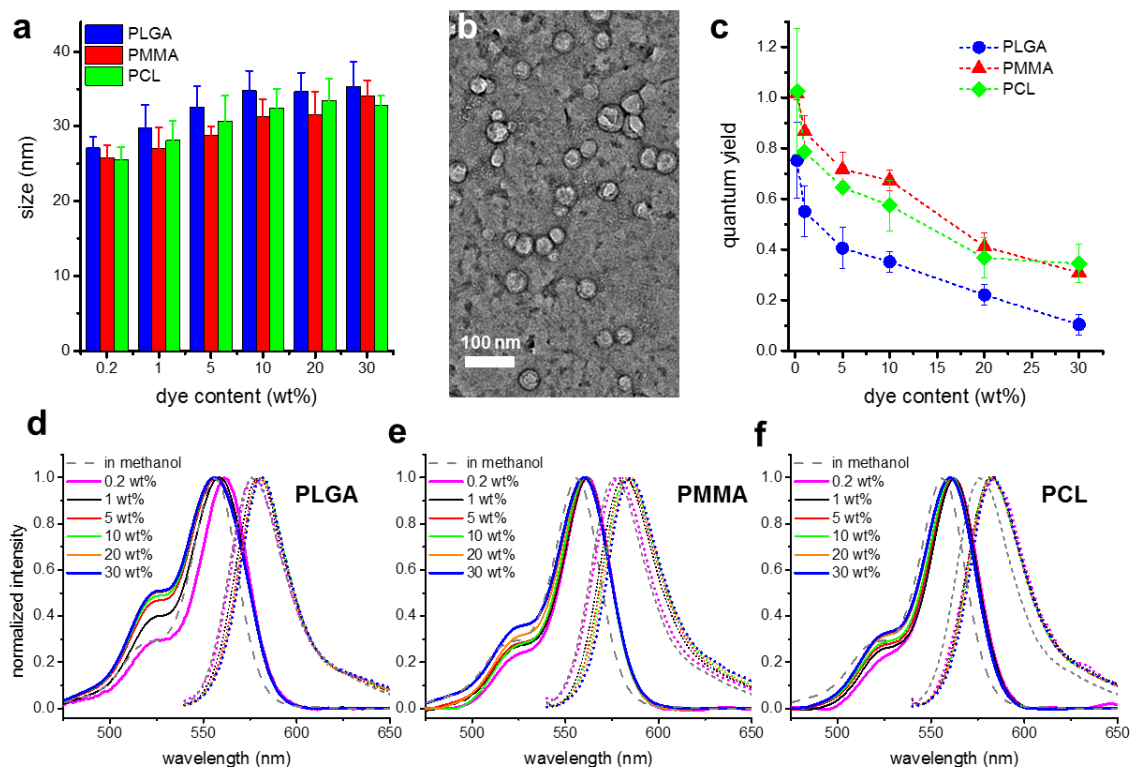 a
PLGA
PMMA
PCL
40
30
20
10
0
size (nm)
0.2 1 5 10 20 30
dye content (wt%)
b
100 nm
c
PLGA
PMMA
PCL
1.2
1.0
0.8
0.6
0.4
0.2
0.0
quantum yield
0 5 10 15 20 25 30
dye content (wt%)
d
in methanol
0.2 wt%
1 wt%
5 wt%
10 wt%
20 wt%
30 wt%
PLGA
1.0
0.8
0.6
0.4
0.2
0.0
normalized intensity
500 550 600 650
wavelength (nm)
e
in methanol
0.2 wt%
1 wt%
5 wt%
10 wt%
20 wt%
30 wt%
PMMA
1.0
0.8
0.6
0.4
0.2
0.0
500 550 600 650
wavelength (nm)
f
in methanol
0.2 wt%
1 wt%
5 wt%
10 wt%
20 wt%
30 wt%
PCL
1.0
0.8
0.6
0.4
0.2
0.0
500 550 600 650
wavelength (nm)